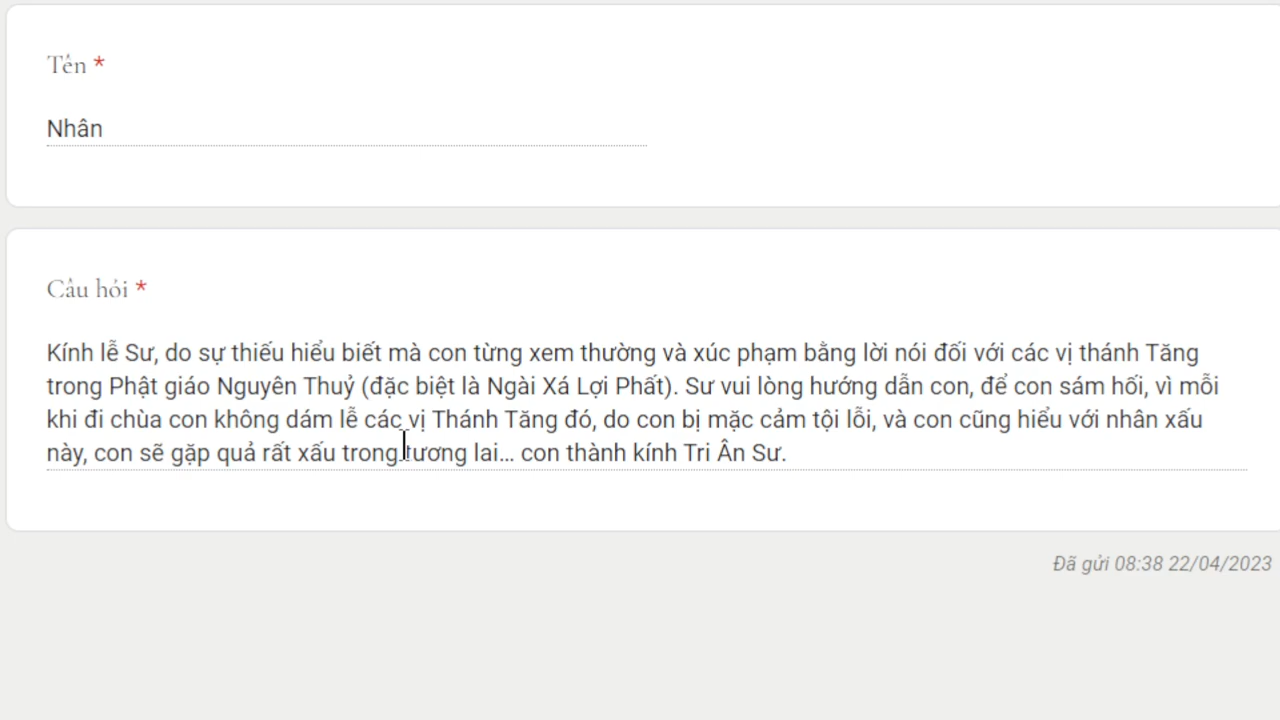 Tên *
Nhân
Câu hỏi *
Kính lễ Sư, do sự thiếu hiểu biết mà con từng xem thường và xúc phạm bằng lời nói đối với các vị thánh Tăng
trong Phật giáo Nguyên Thuỷ (đặc biệt là Ngài Xá Lợi Phất). Sư vui lòng hướng dẫn con, để con sám hối, vì mỗi
khi đi chùa con không dám lễ các vị Thánh Tăng đó, do con bị mặc cảm tội lỗi, và con cũng hiểu với nhân xấu
này, con sẽ gặp quả rất xấu trong tương lai... con thành kính Tri Ân Sư.
Đã gửi 08:38 22/04/2023